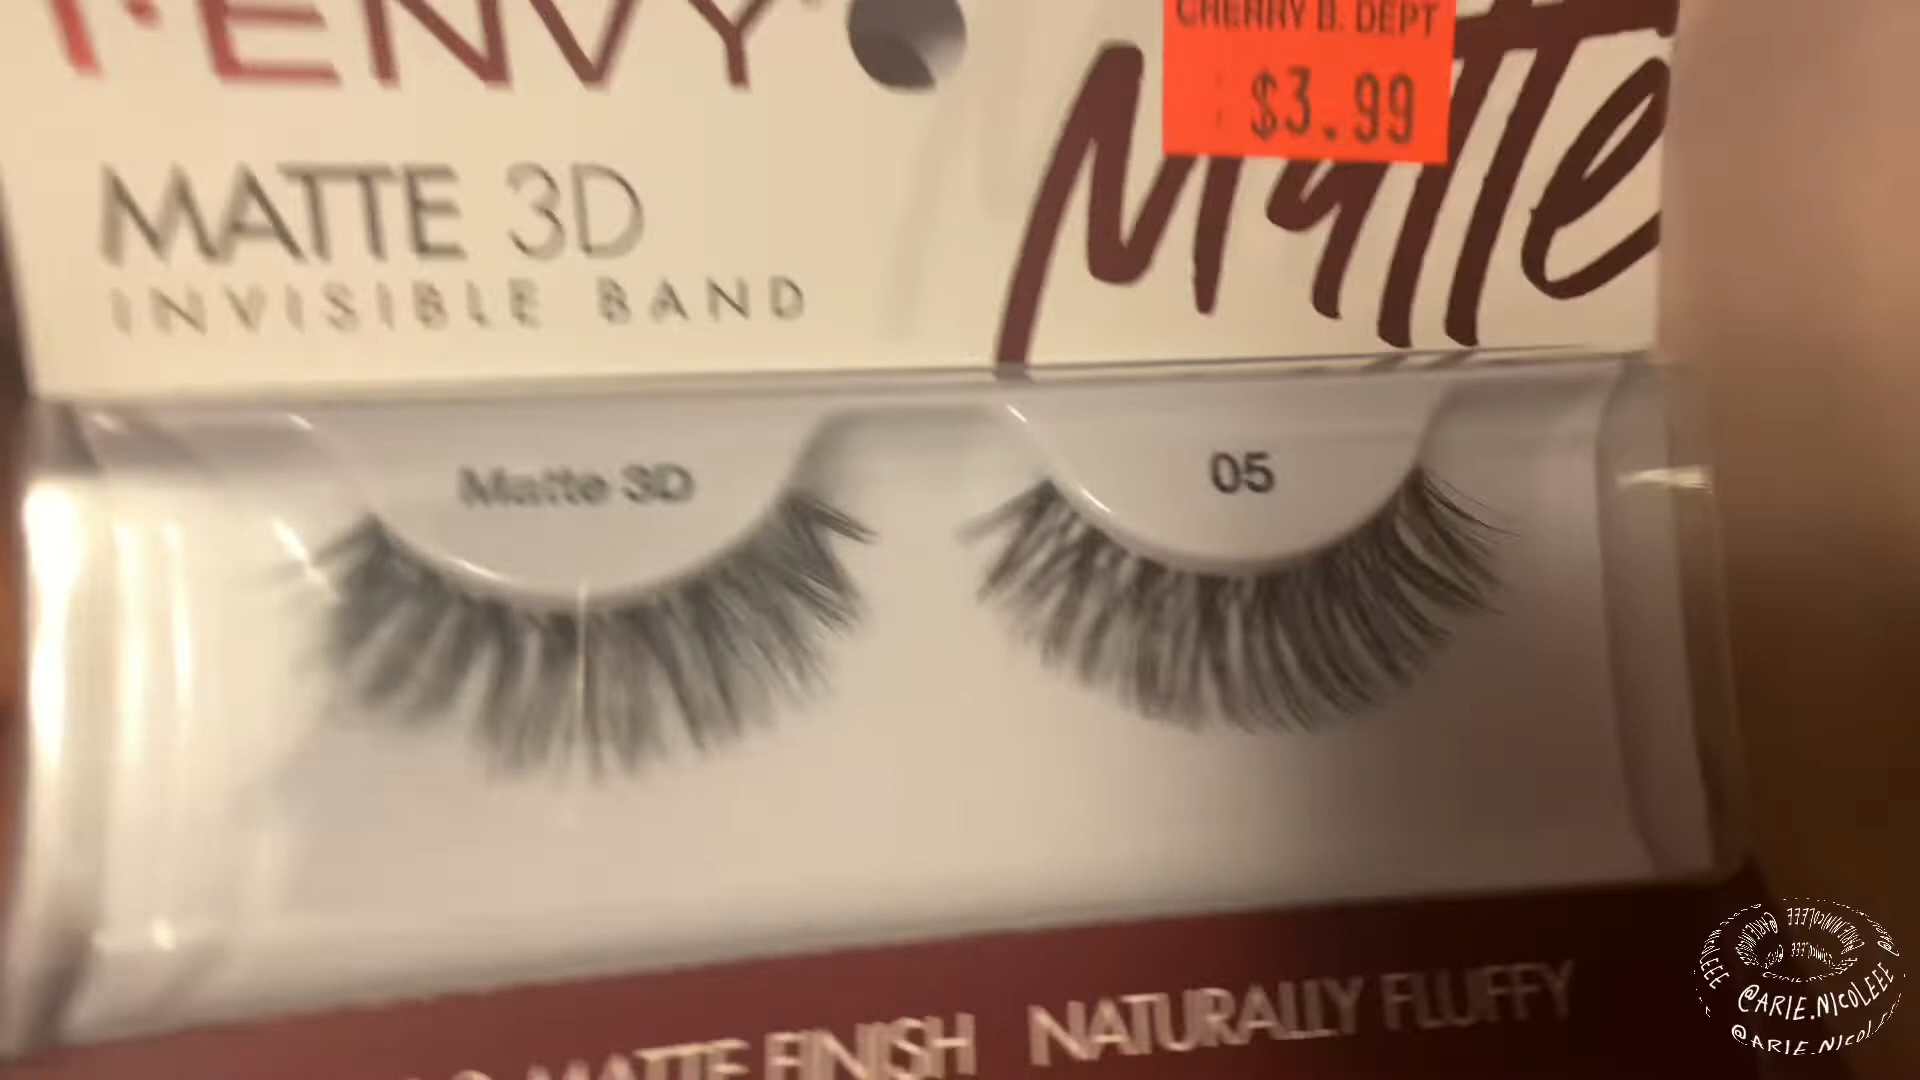 ENVY
CHERRY B. DEPT
$3.99
Matte
MATTE 3D
INVISIBLE BAND
Matte 3D
05
MATTE FINISH NATURALLY FLUFFY
@ARIE.NICOLEEE